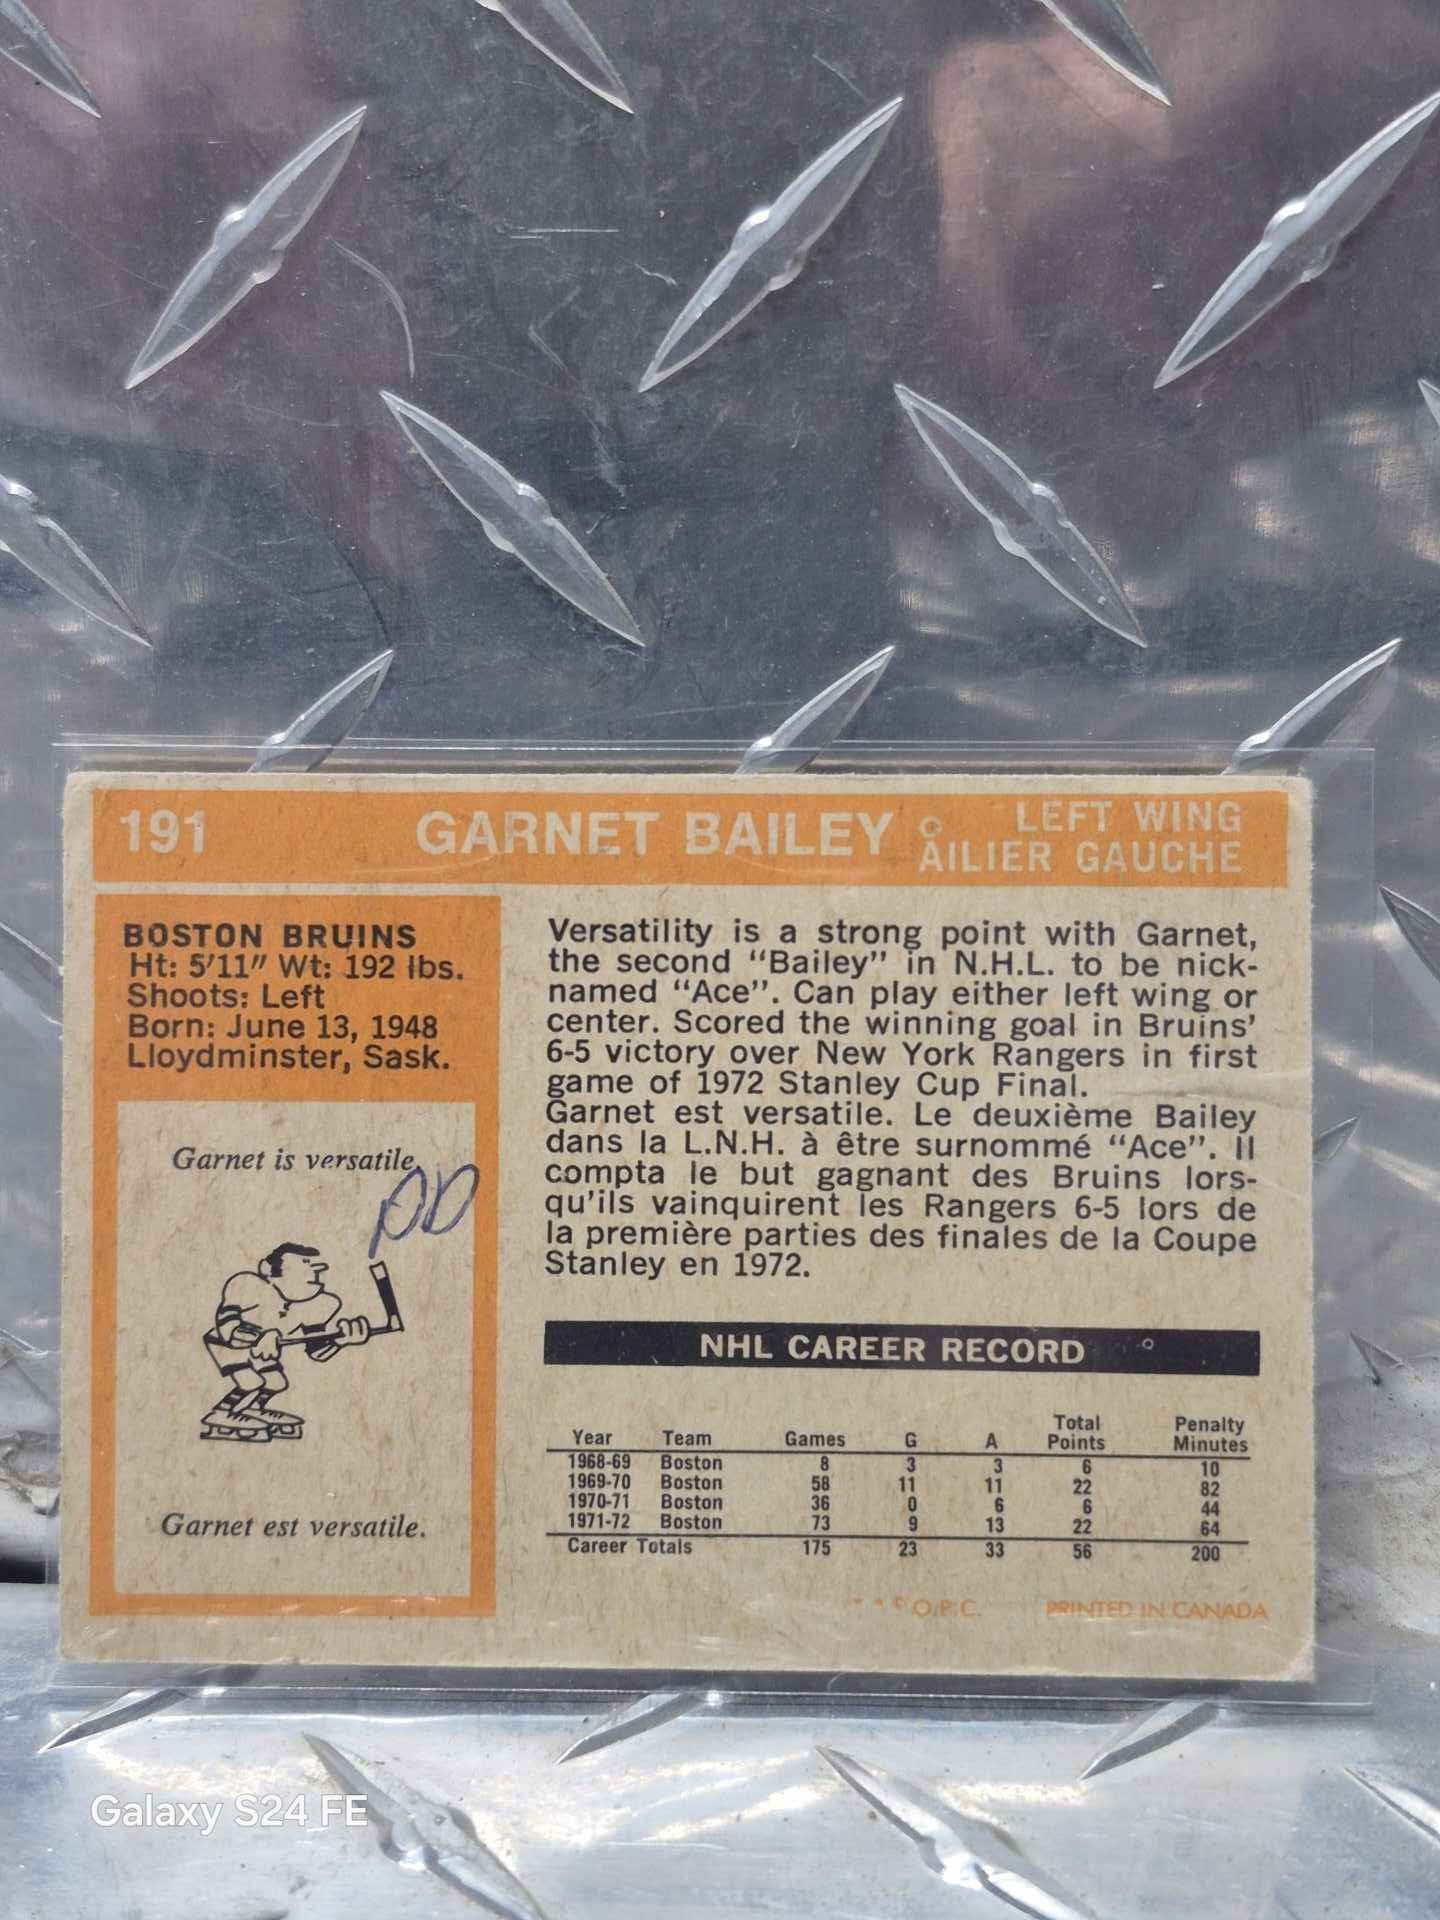 191 GARNET BAILEY LEFT WING
AILIER GAUCHE
BOSTON BRUINS
Ht: 5'11" Wt: 192 lbs.
Shoots: Left
Born: June 13, 1948
Lloydminster, Sask.
Garnet is versatile.
Garnet est versatile.
Versatility is a strong point with Garnet,
the second "Bailey" in N.H.L. to be nick-
named "Ace". Can play either left wing or
center. Scored the winning goal in Bruins'
6-5 victory over New York Rangers in first
game of 1972 Stanley Cup Final.
Garnet est versatile. Le deuxième Bailey
dans la L.N.H. à être surnommé "Ace". Il
compta le but gagnant des Bruins lors-
qu'ils vainquirent les Rangers 6-5 lors de
la première parties des finales de la Coupe
Stanley en 1972.
NHL CAREER RECORD
Year Team Games G A Total Points Penalty Minutes
1968-69 Boston 8 3 3 6 10
1969-70 Boston 58 11 11 22 82
1970-71 Boston 36 0 6 6 44
1971-72 Boston 73 9 13 22 64
Career Totals 175 23 33 56 200
* * © O.P.C. PRINTED IN CANADA
Galaxy S24 FE